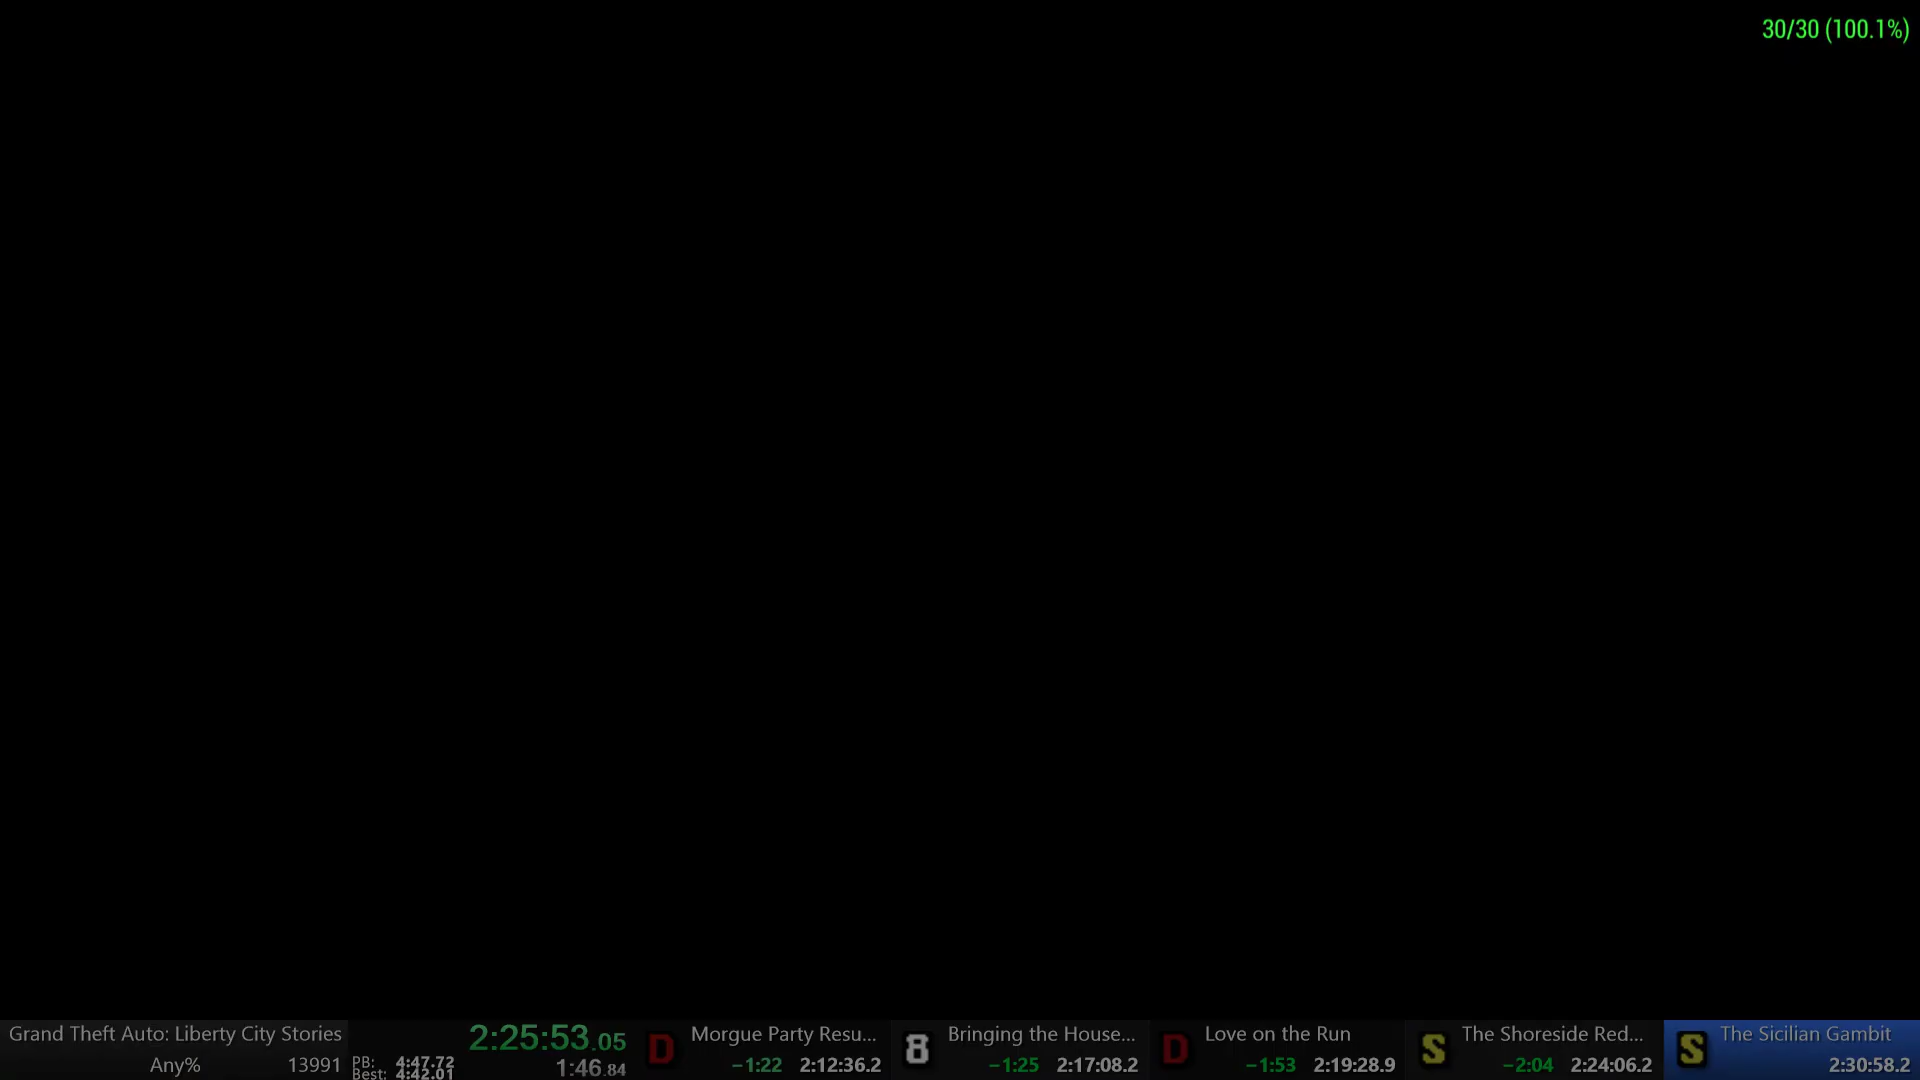 30/30 (100.1%)
Grand Theft Auto: Liberty City Stories
Any% 13991
PB: 4:47.72
Best: 4:42.01
2:25:53.05
1:46.84
D Morgue Party Resu...
−1:22 2:12:36.2
8 Bringing the House...
−1:25 2:17:08.2
D Love on the Run
−1:53 2:19:28.9
S The Shoreside Red...
−2:04 2:24:06.2
S The Sicilian Gambit
2:30:58.2